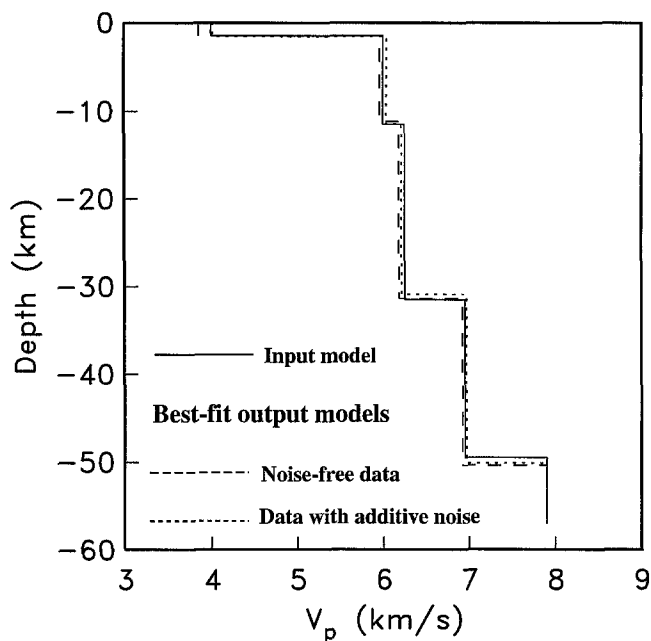 0
−10
−20
−30
−40
−50
−60
Depth (km)
Input model
Best-fit output models
Noise-free data
Data with additive noise
3 4 5 6 7 8 9
Vp (km/s)